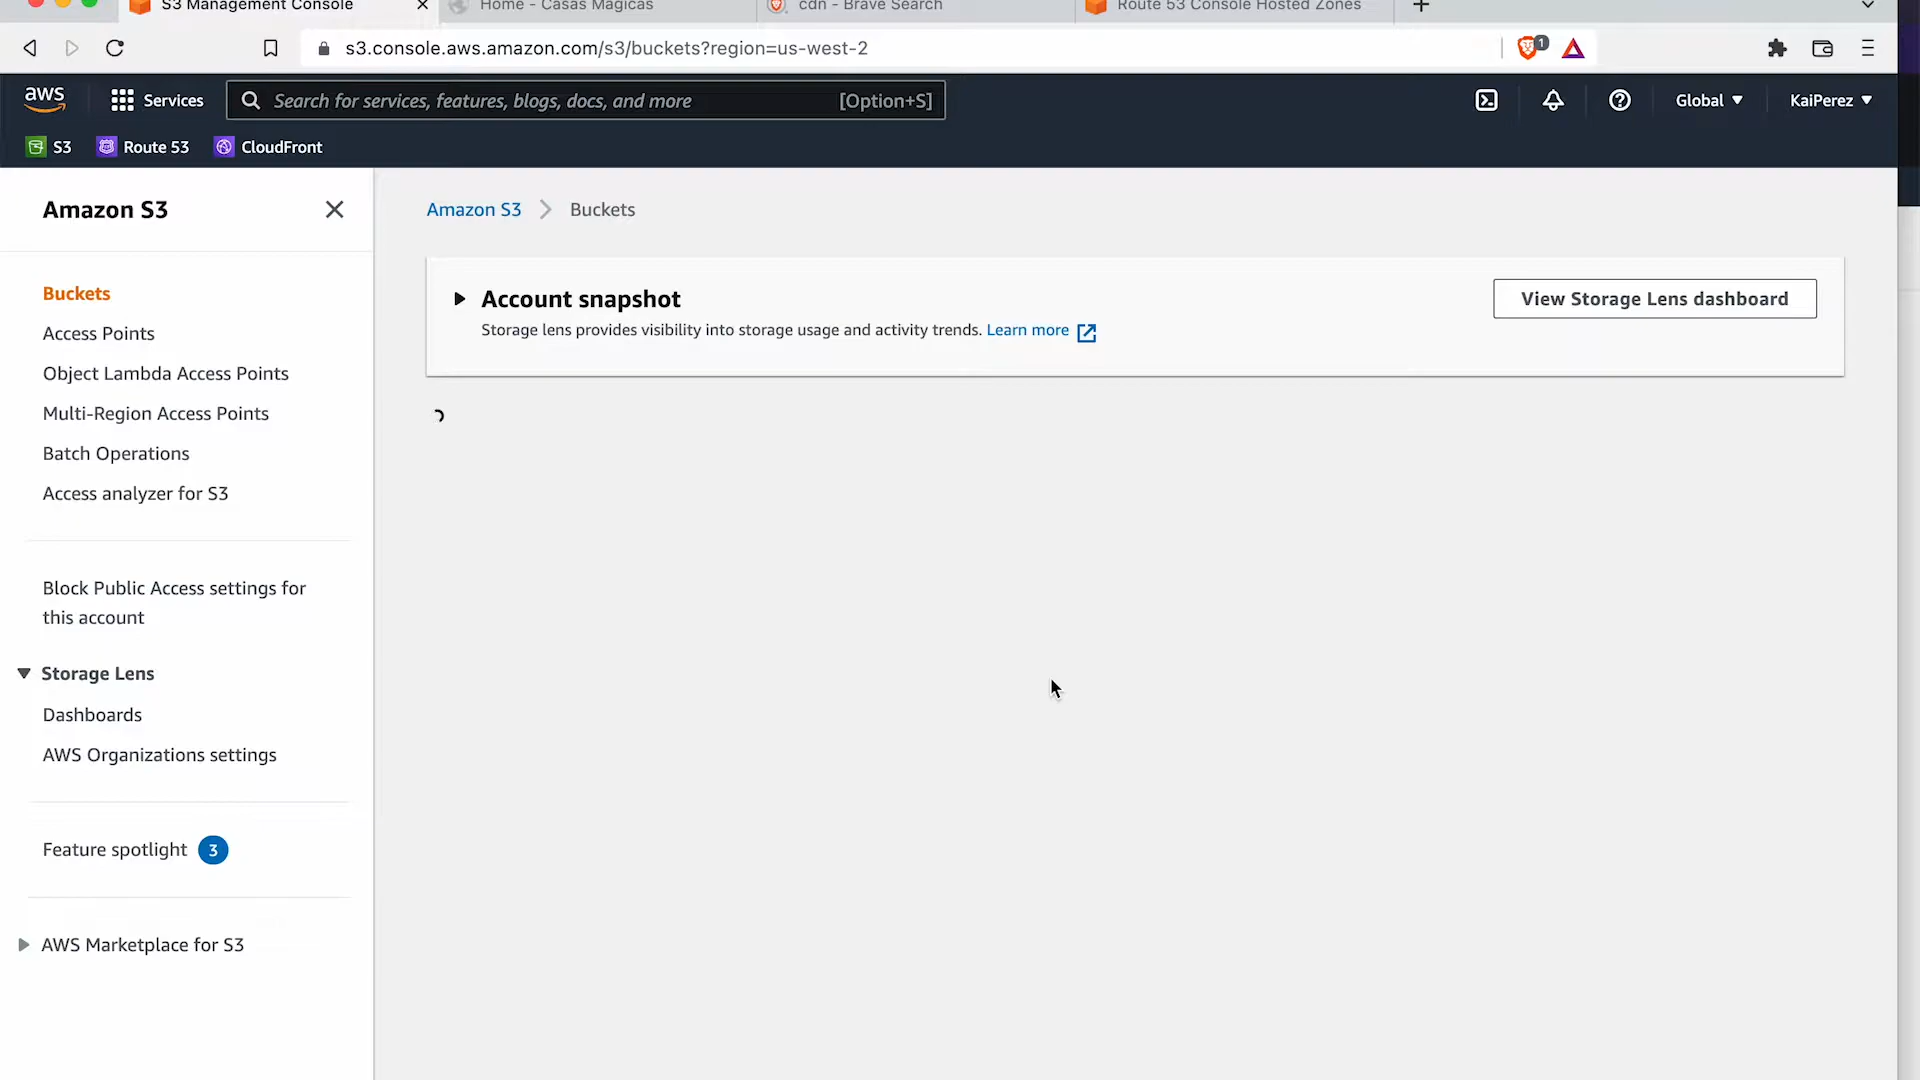 S3 Management Console
Home - Casas Magicas
cdn - Brave Search
Route 53 Console Hosted Zones
s3.console.aws.amazon.com/s3/buckets?region=us-west-2
1
aws
Services
Search for services, features, blogs, docs, and more
[Option+S]
Global
KaiPerez
S3
Route 53
CloudFront
Amazon S3
Amazon S3
Buckets
Buckets
Access Points
Object Lambda Access Points
Multi-Region Access Points
Batch Operations
Access analyzer for S3
Block Public Access settings for
this account
Storage Lens
Dashboards
AWS Organizations settings
Feature spotlight 3
AWS Marketplace for S3
Account snapshot
Storage lens provides visibility into storage usage and activity trends. Learn more
View Storage Lens dashboard